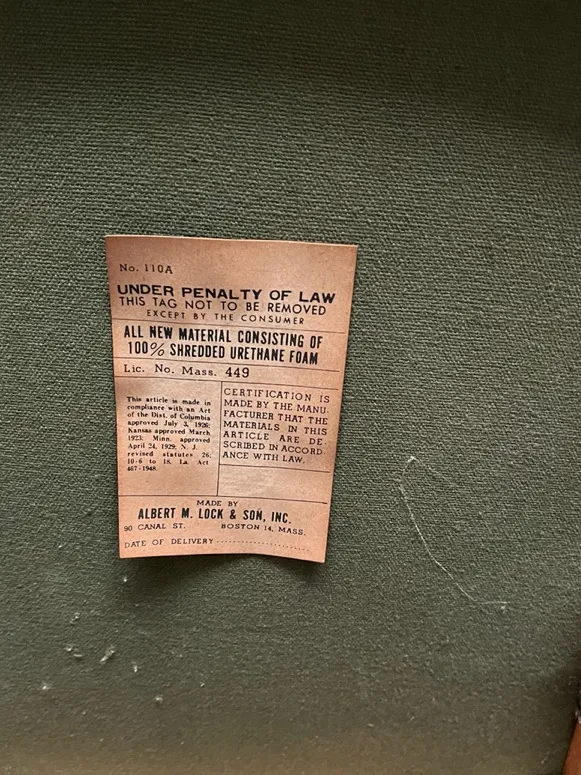 No. 110A
UNDER PENALTY OF LAW
THIS TAG NOT TO BE REMOVED
EXCEPT BY THE CONSUMER
ALL NEW MATERIAL CONSISTING OF
100% SHREDDED URETHANE FOAM
Lic. No. Mass. 449
This article is made in
compliance with an Act
of the Dist. of Columbia
approved July 3, 1926;
Kansas approved March
1923; Minn. approved
April 24, 1929; N. J.
revised statutes 26:
10-6 to 18. La. Act
467-1948.
CERTIFICATION IS
MADE BY THE MANU-
FACTURER THAT THE
MATERIALS IN THIS
ARTICLE ARE DE-
SCRIBED IN ACCORD-
ANCE WITH LAW.
MADE BY
ALBERT M. LOCK & SON, INC.
90 CANAL ST. BOSTON 14, MASS.
DATE OF DELIVERY